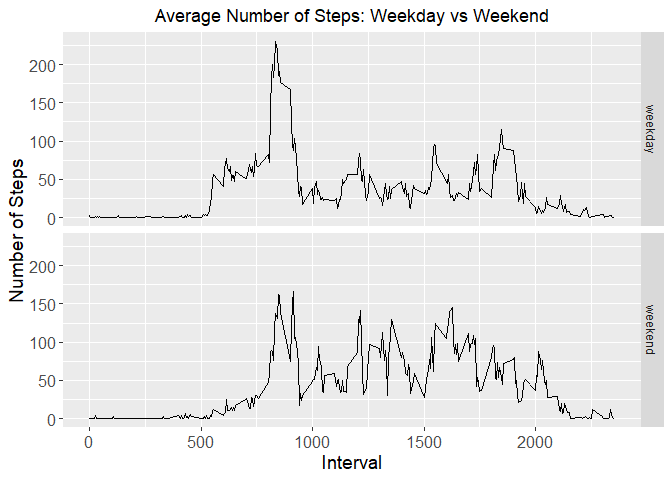 Average Number of Steps: Weekday vs Weekend
Number of Steps
200
150
100
50
0
weekday
200
150
100
50
0
weekend
0 500 1000 1500 2000
Interval